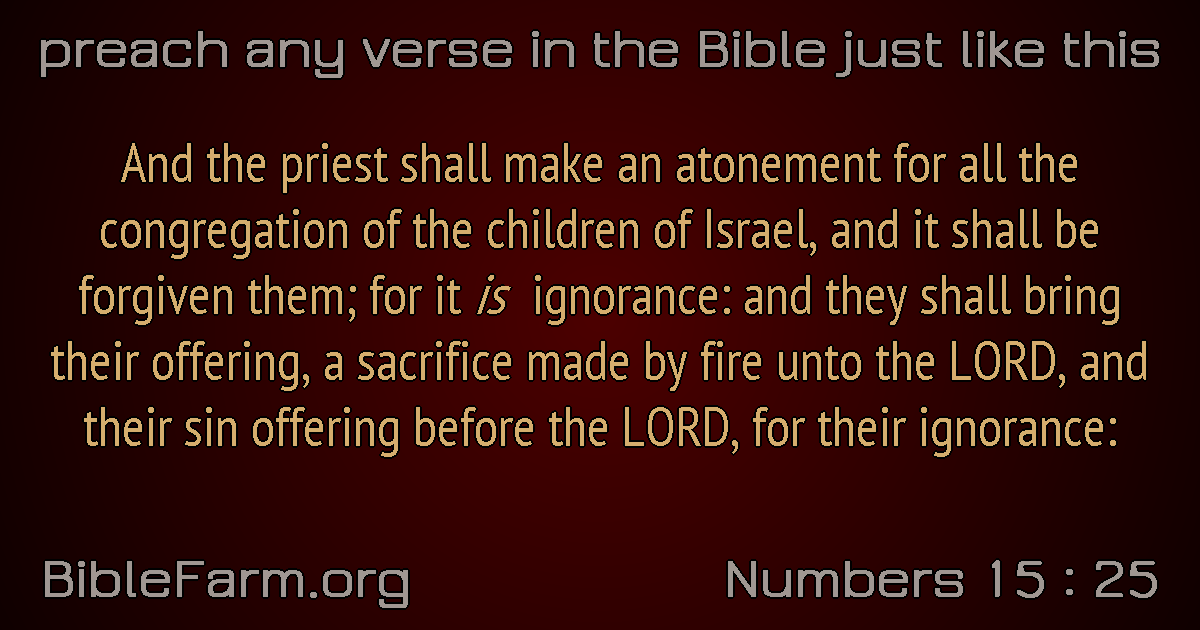 preach any verse in the Bible just like this
And the priest shall make an atonement for all the
congregation of the children of Israel, and it shall be
forgiven them; for it is ignorance: and they shall bring
their offering, a sacrifice made by fire unto the LORD, and
their sin offering before the LORD, for their ignorance:
BibleFarm.org
Numbers 15 : 25